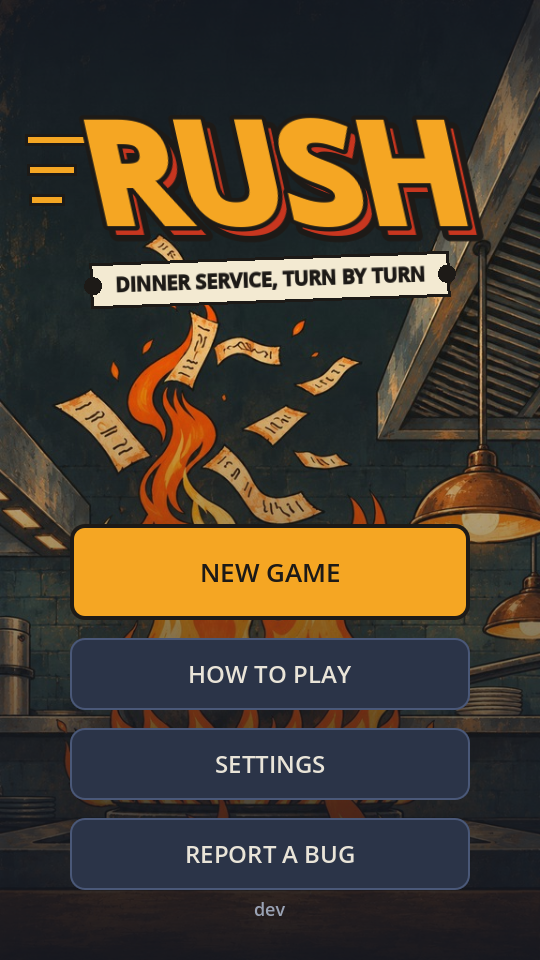 RUSH
DINNER SERVICE, TURN BY TURN
NEW GAME
HOW TO PLAY
SETTINGS
REPORT A BUG
dev